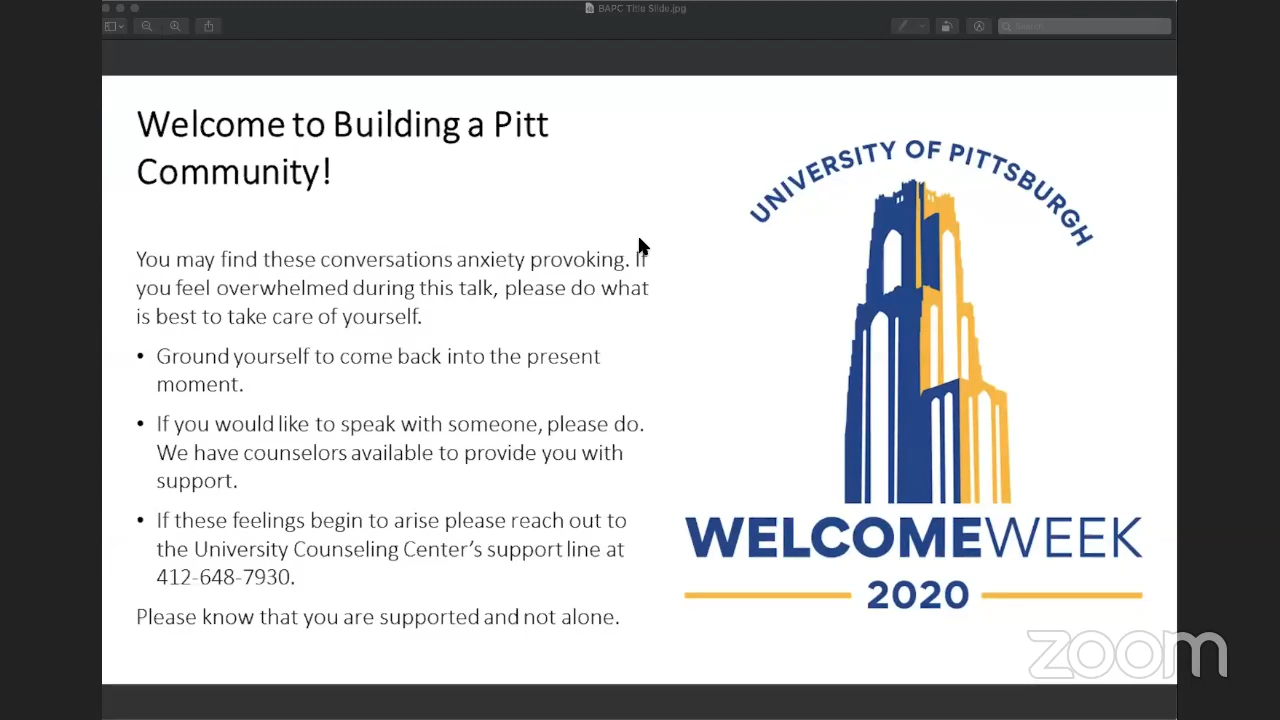 BAPC Title Slide.jpg
Search
Welcome to Building a Pitt
Community!
You may find these conversations anxiety provoking. If
you feel overwhelmed during this talk, please do what
is best to take care of yourself.
• Ground yourself to come back into the present
moment.
• If you would like to speak with someone, please do.
We have counselors available to provide you with
support.
• If these feelings begin to arise please reach out to
the University Counseling Center’s support line at
412-648-7930.
Please know that you are supported and not alone.
UNIVERSITY OF PITTSBURGH
WELCOMEWEEK
2020
zoom